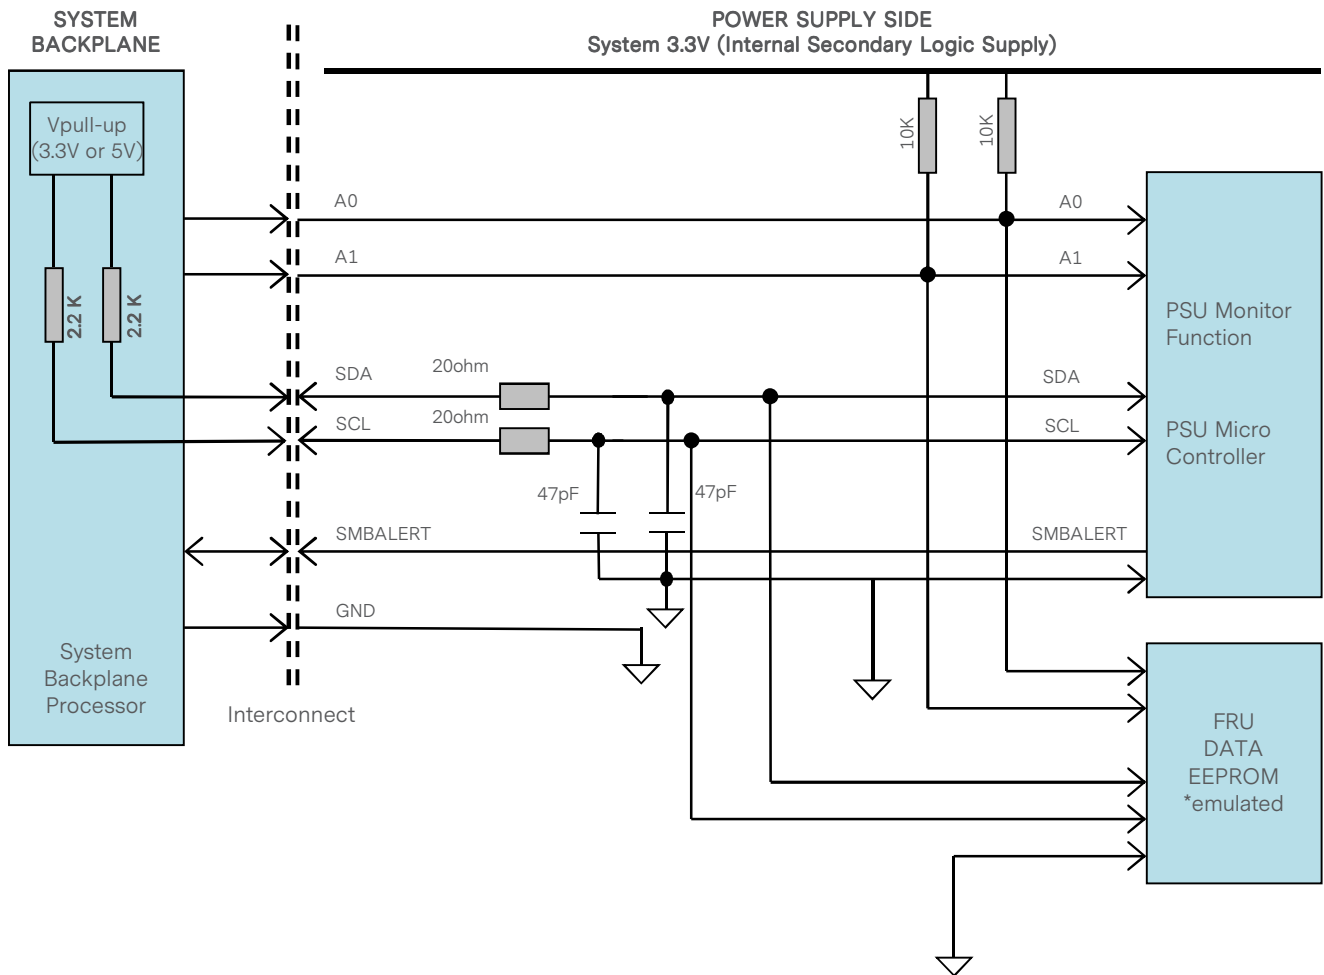 SYSTEM
BACKPLANE
POWER SUPPLY SIDE
System 3.3V (Internal Secondary Logic Supply)
Vpull-up
(3.3V or 5V)
10K
10K
A0
A0
A1
A1
2.2 K
2.2 K
PSU Monitor
Function
SDA
20ohm
SDA
SCL
20ohm
SCL
PSU Micro
Controller
47pF
47pF
SMBALERT
SMBALERT
GND
System
Backplane
Processor
Interconnect
FRU
DATA
EEPROM
*emulated